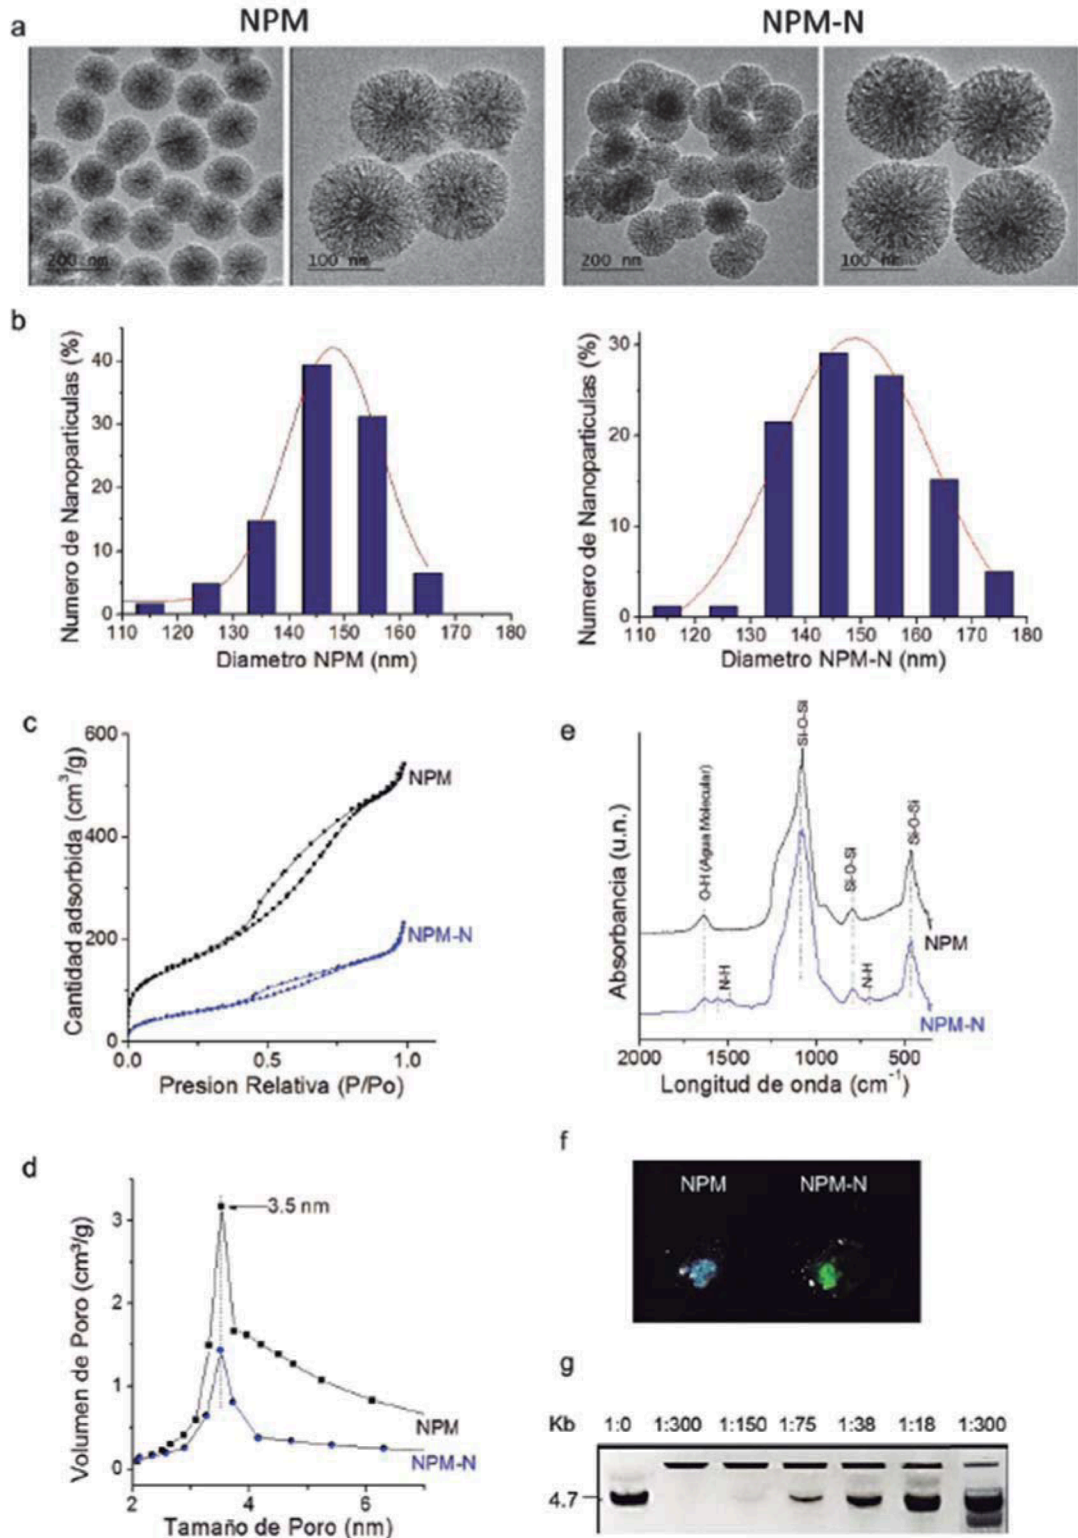 a
NPM
NPM-N
200 nm
100 nm
200 nm
100 nm
b
Numero de Nanoparticulas (%)
40
30
20
10
0
110 120 130 140 150 160 170 180
Diametro NPM (nm)
Numero de Nanoparticulas (%)
30
20
10
0
110 120 130 140 150 160 170 180
Diametro NPM-N (nm)
c
Cantidad adsorbida (cm³/g)
600
400
200
0
NPM
NPM-N
0.0 0.5 1.0
Presion Relativa (P/Po)
e
Absorbancia (u.n.)
O-H (Agua Molecular)
N-H
Si-O-Si
Si-O-Si
N-H
Si-O-Si
NPM
NPM-N
2000 1500 1000 500
Longitud de onda (cm⁻¹)
d
Volumen de Poro (cm³/g)
3
2
1
0
3.5 nm
NPM
NPM-N
2 4 6
Tamaño de Poro (nm)
f
NPM NPM-N
g
Kb 1:0 1:300 1:150 1:75 1:38 1:18 1:300
4.7